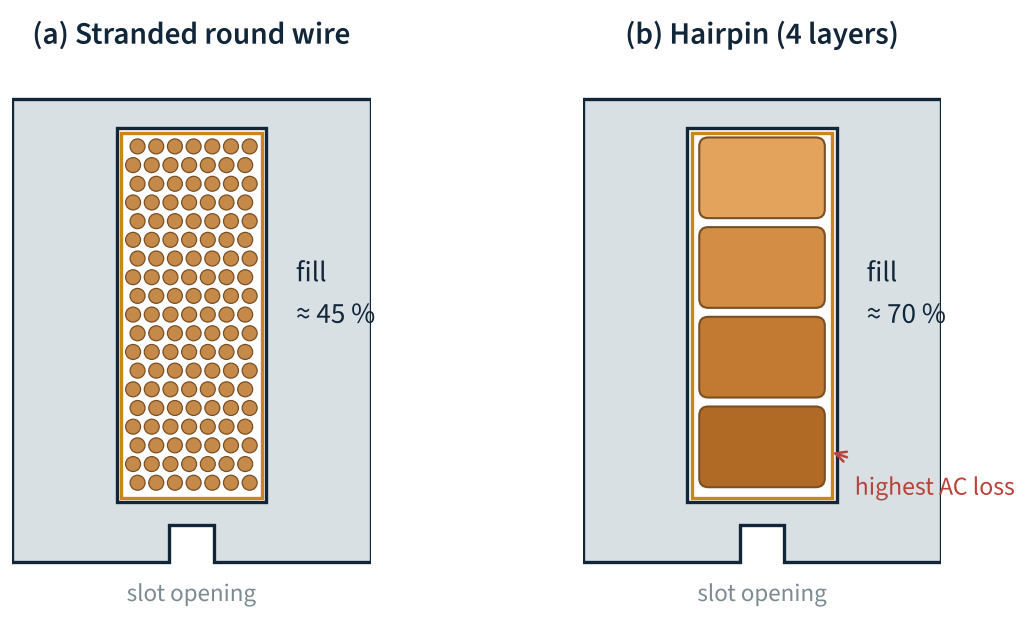 (a) Stranded round wire
(b) Hairpin (4 layers)
fill
≈ 45 %
fill
≈ 70 %
highest AC loss
slot opening
slot opening